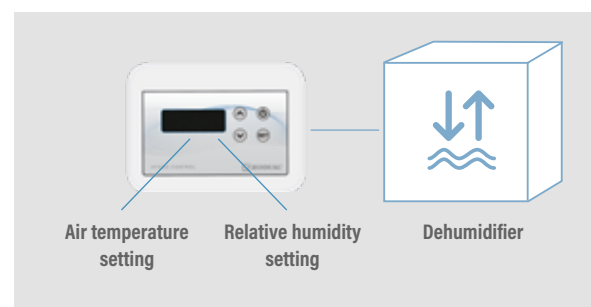 Air temperature
setting
Relative humidity
setting
Dehumidifier